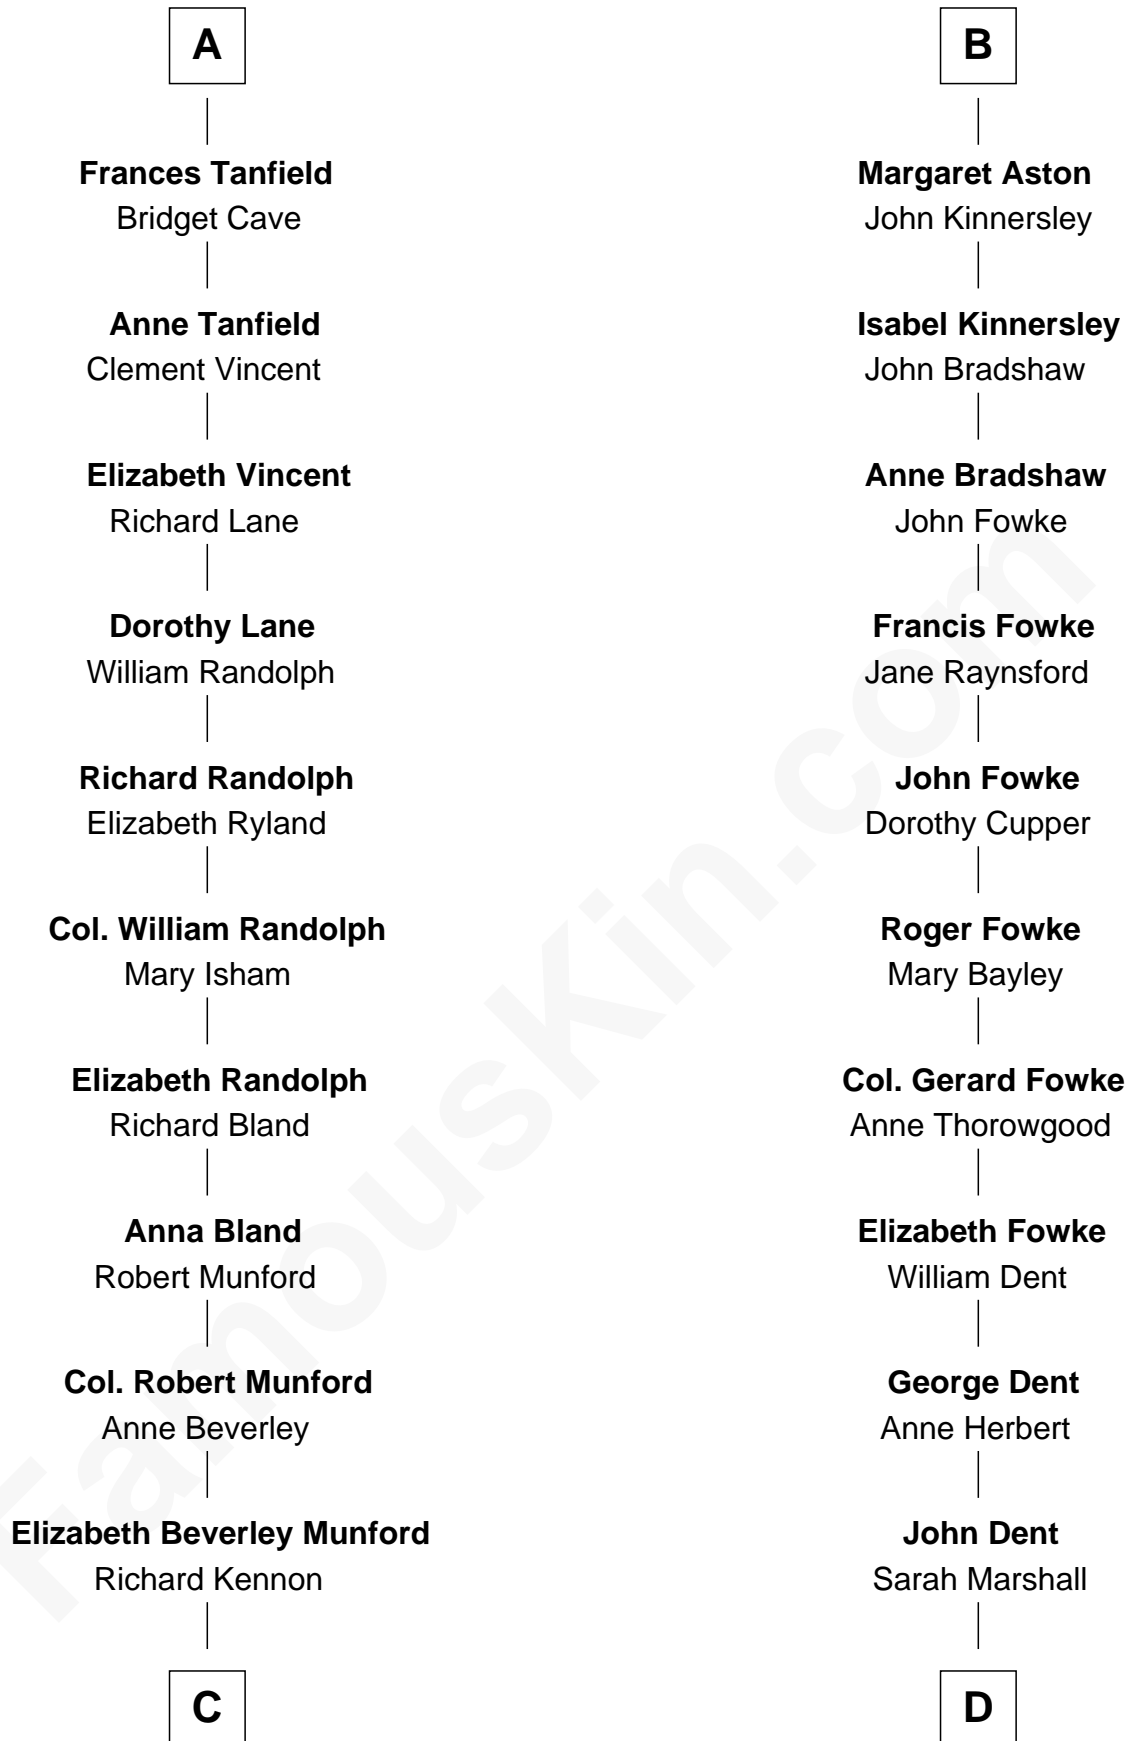 A
Frances Tanfield
Bridget Cave
Anne Tanfield
Clement Vincent
Elizabeth Vincent
Richard Lane
Dorothy Lane
William Randolph
Richard Randolph
Elizabeth Ryland
Col. William Randolph
Mary Isham
Elizabeth Randolph
Richard Bland
Anna Bland
Robert Munford
Col. Robert Munford
Anne Beverley
Elizabeth Beverley Munford
Richard Kennon
C
B
Margaret Aston
John Kinnersley
Isabel Kinnersley
John Bradshaw
Anne Bradshaw
John Fowke
Francis Fowke
Jane Raynsford
John Fowke
Dorothy Cupper
Roger Fowke
Mary Bayley
Col. Gerard Fowke
Anne Thorowgood
Elizabeth Fowke
William Dent
George Dent
Anne Herbert
John Dent
Sarah Marshall
D
FamousKin.com